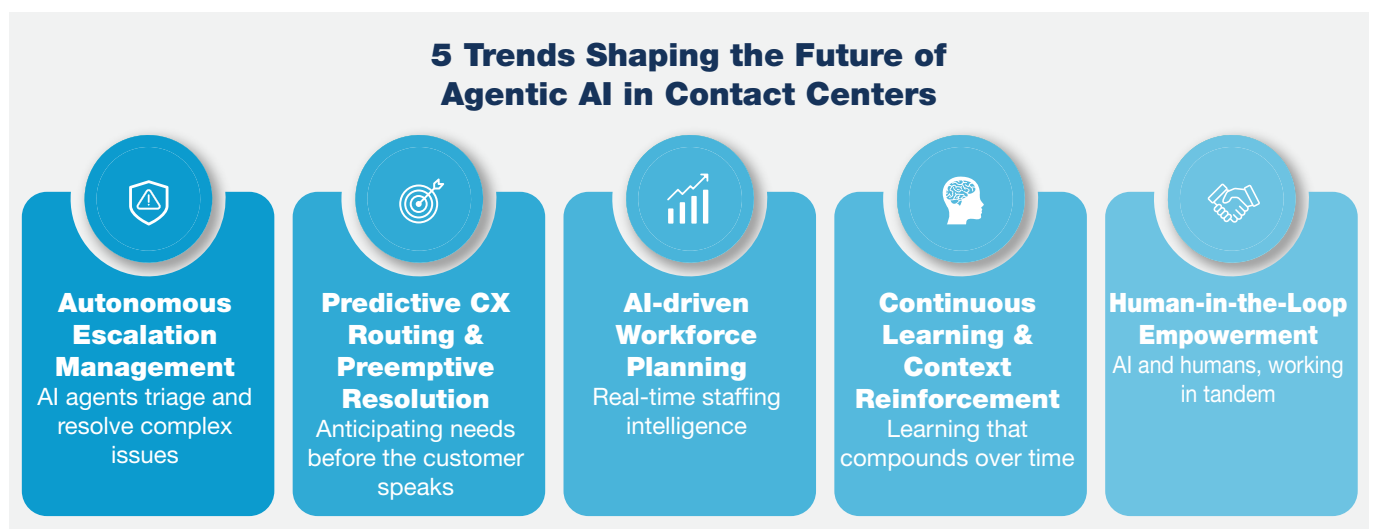 5 Trends Shaping the Future of
Agentic AI in Contact Centers
Autonomous
Escalation
Management
AI agents triage and
resolve complex
issues
Predictive CX
Routing &
Preemptive
Resolution
Anticipating needs
before the customer
speaks
AI-driven
Workforce
Planning
Real-time staffing
intelligence
Continuous
Learning &
Context
Reinforcement
Learning that
compounds over time
Human-in-the-Loop
Empowerment
AI and humans, working
in tandem